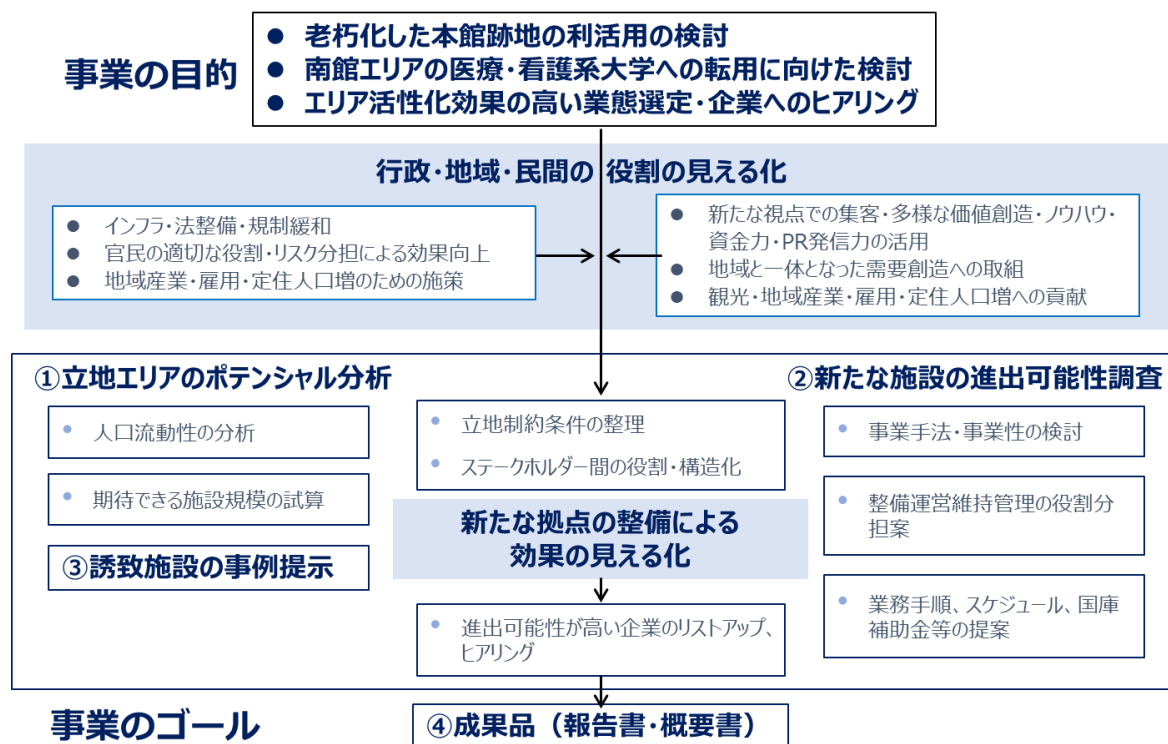 事業の目的
● 老朽化した本館跡地の利活用の検討
● 南館エリアの医療・看護系大学への転用に向けた検討
● エリア活性化効果の高い業態選定・企業へのヒアリング
行政・地域・民間の役割の見える化
● インフラ・法整備・規制緩和
● 官民の適切な役割・リスク分担による効果向上
● 地域産業・雇用・定住人口増のための施策
● 新たな視点での集客・多様な価値創造・ノウハウ・
資金力・PR発信力の活用
● 地域と一体となった需要創造への取組
● 観光・地域産業・雇用・定住人口増への貢献
①立地エリアのポテンシャル分析
• 人口流動性の分析
• 期待できる施設規模の試算
③誘致施設の事例提示
• 立地制約条件の整理
• ステークホルダー間の役割・構造化
新たな拠点の整備による
効果の見える化
• 進出可能性が高い企業のリストアップ、
ヒアリング
②新たな施設の進出可能性調査
• 事業手法・事業性の検討
• 整備運営維持管理の役割分
担案
• 業務手順、スケジュール、国庫
補助金等の提案
事業のゴール
④成果品（報告書・概要書）